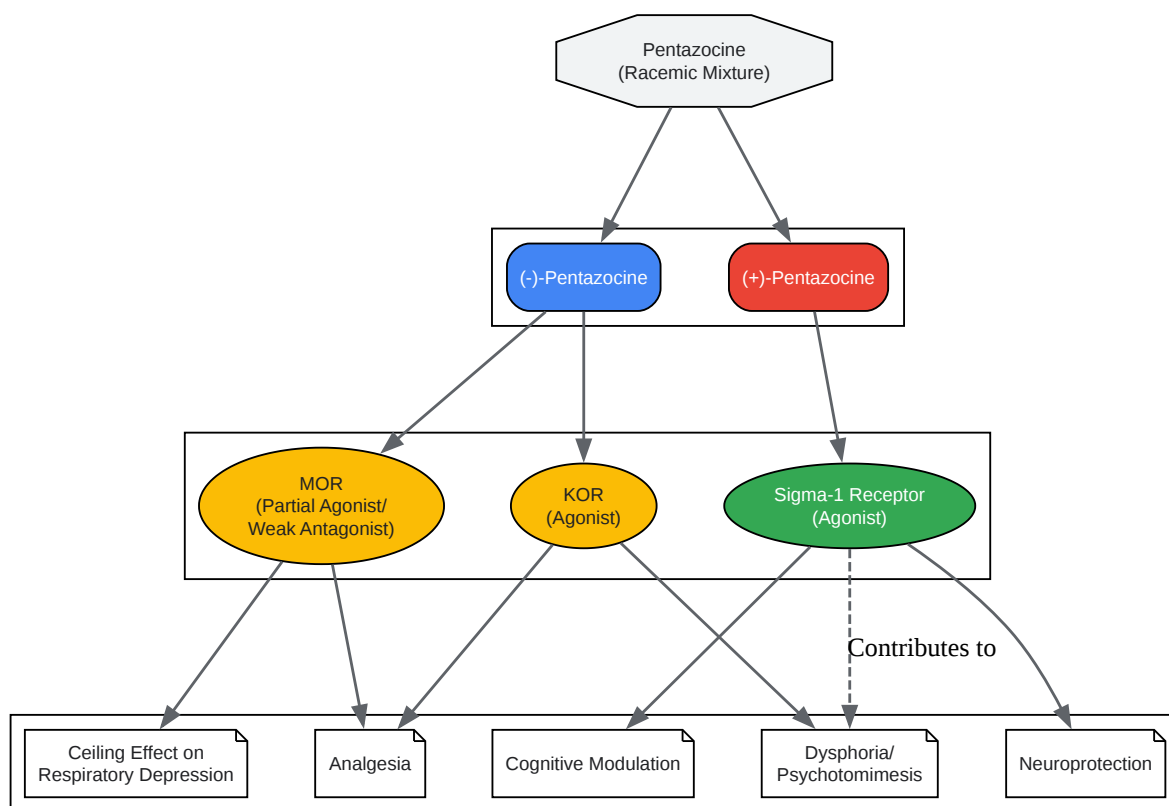 Pentazocine
(Racemic Mixture)
(-)-Pentazocine
(+)-Pentazocine
MOR
(Partial Agonist/
Weak Antagonist)
KOR
(Agonist)
Sigma-1 Receptor
(Agonist)
Contributes to
Ceiling Effect on
Respiratory Depression
Analgesia
Cognitive Modulation
Dysphoria/
Psychotomimesis
Neuroprotection